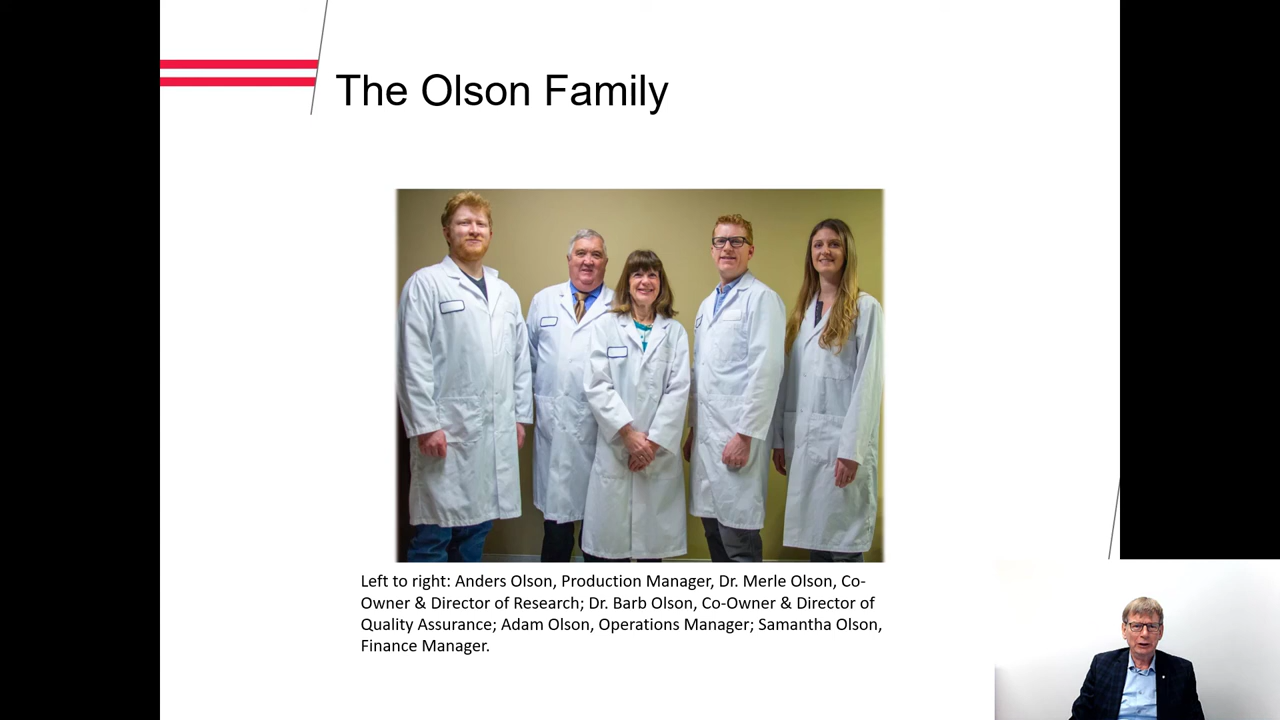 The Olson Family
Left to right: Anders Olson, Production Manager, Dr. Merle Olson, Co-
Owner & Director of Research; Dr. Barb Olson, Co-Owner & Director of
Quality Assurance; Adam Olson, Operations Manager; Samantha Olson,
Finance Manager.